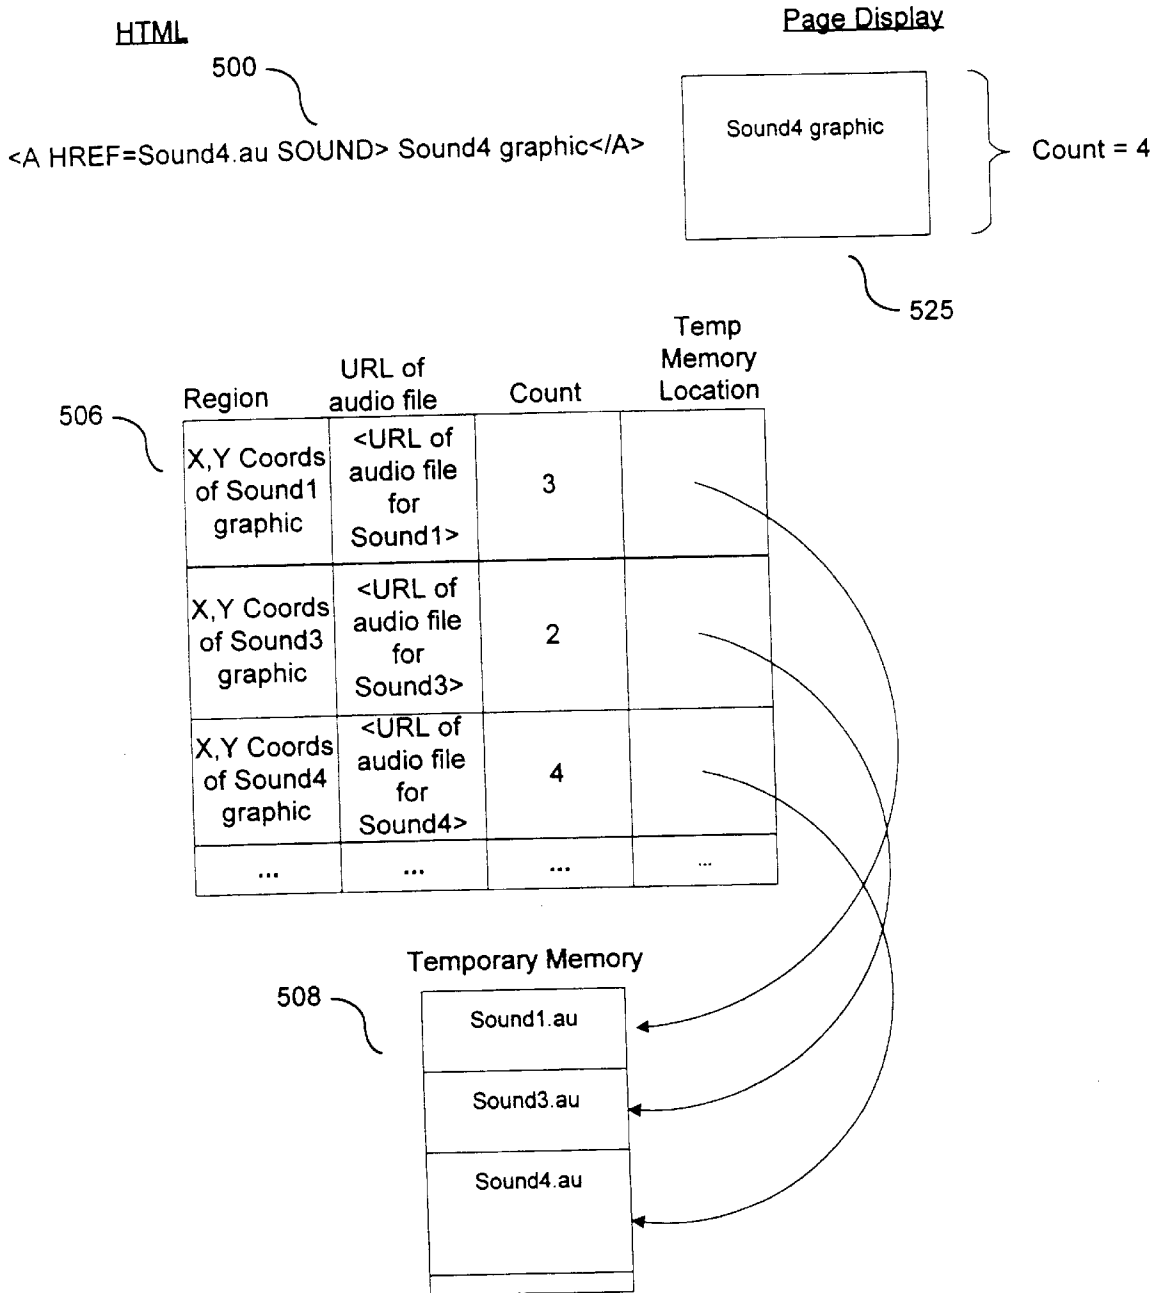 HTML
Page Display
500
<A HREF=Sound4.au SOUND> Sound4 graphic</A>
Sound4 graphic
Count = 4
525
Region
URL of
audio file
Count
Temp
Memory
Location
506
X,Y Coords
of Sound1
graphic
<URL of
audio file
for
Sound1>
3
X,Y Coords
of Sound3
graphic
<URL of
audio file
for
Sound3>
2
X,Y Coords
of Sound4
graphic
<URL of
audio file
for
Sound4>
4
...
...
...
...
Temporary Memory
508
Sound1.au
Sound3.au
Sound4.au